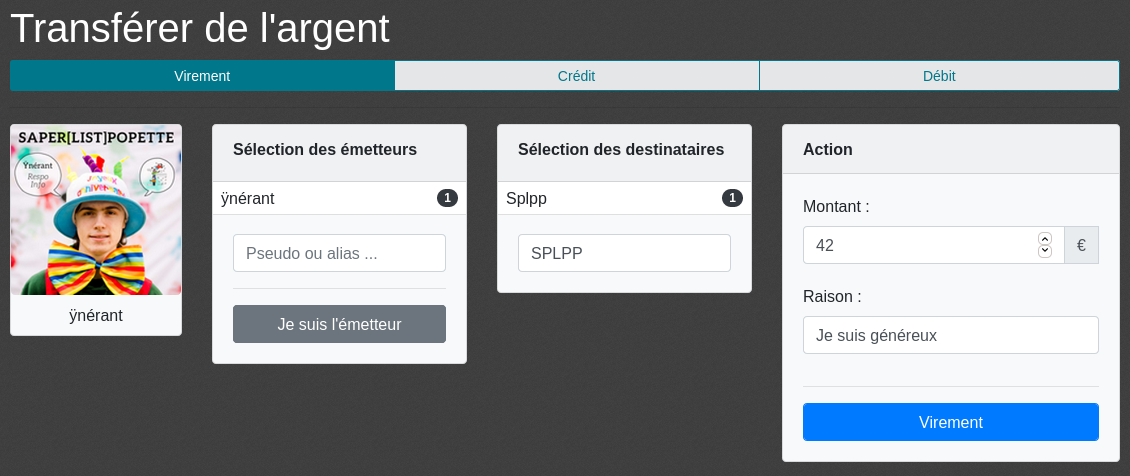 Transférer de l'argent
Virement
Crédit
Débit
SAPER[LIST]POPETTE
Ÿnérant
Respo
Info
ÿnérant
Sélection des émetteurs
ÿnérant 1
Pseudo ou alias ...
Je suis l'émetteur
Sélection des destinataires
Splpp 1
SPLPP
Action
Montant :
42 €
Raison :
Je suis généreux
Virement